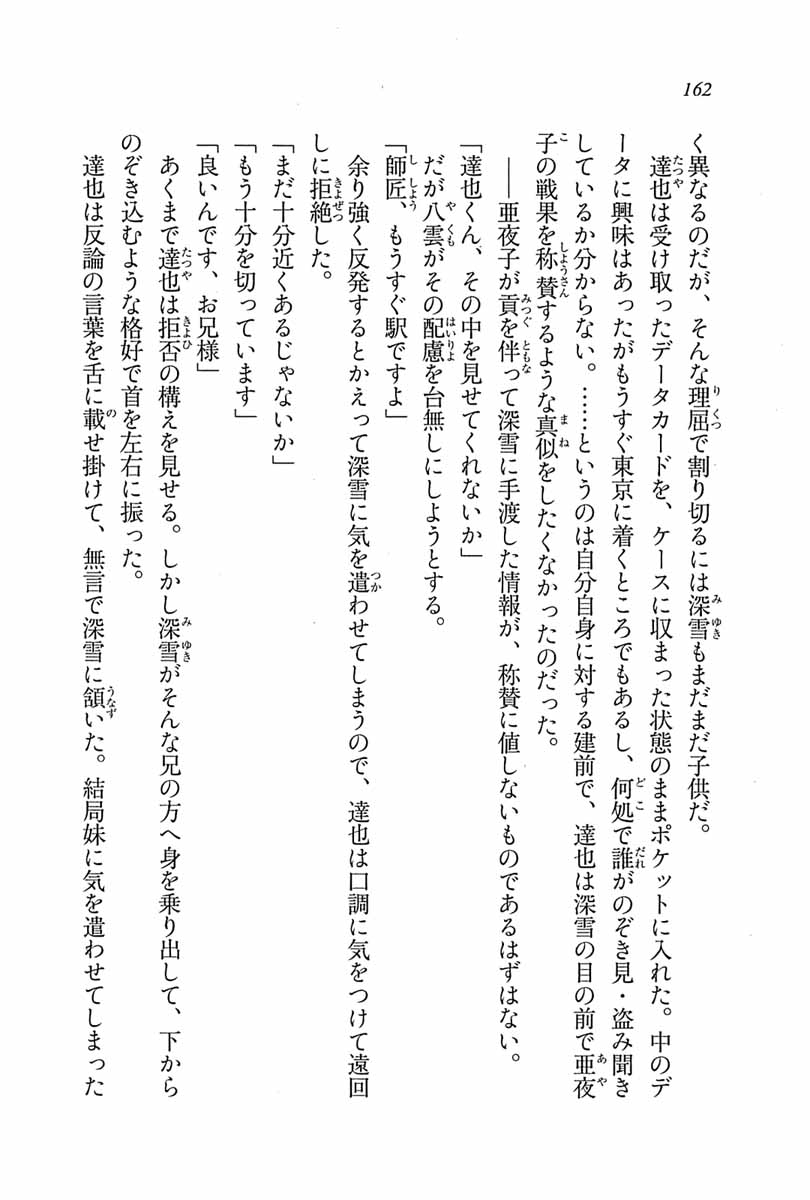 162
く異なるのだが、そんな理屈で割り切るには深雪もまだまだ子供だ。
　達也は受け取ったデータカードを、ケースに収まった状態のままポケットに入れた。中のデ
ータに興味はあったがもうすぐ東京に着くところでもあるし、何処で誰がのぞき見・盗み聞き
しているか分からない。……というのは自分自身に対する建前で、達也は深雪の目の前で亜夜
子の戦果を称賛するような真似をしたくなかったのだった。
　――亜夜子が貢を伴って深雪に手渡した情報が、称賛に値しないものであるはずはない。
「達也くん、その中を見せてくれないか」
　だが八雲がその配慮を台無しにしようとする。
「師匠、もうすぐ駅ですよ」
　余り強く反発するとかえって深雪に気を遣わせてしまうので、達也は口調に気をつけて遠回
しに拒絶した。
「まだ十分近くあるじゃないか」
「もう十分を切っています」
「良いんです、お兄様」
　あくまで達也は拒否の構えを見せる。しかし深雪がそんな兄の方へ身を乗り出して、下から
のぞき込むような格好で首を左右に振った。
　達也は反論の言葉を舌に載せ掛けて、無言で深雪に頷いた。結局妹に気を遣わせてしまった